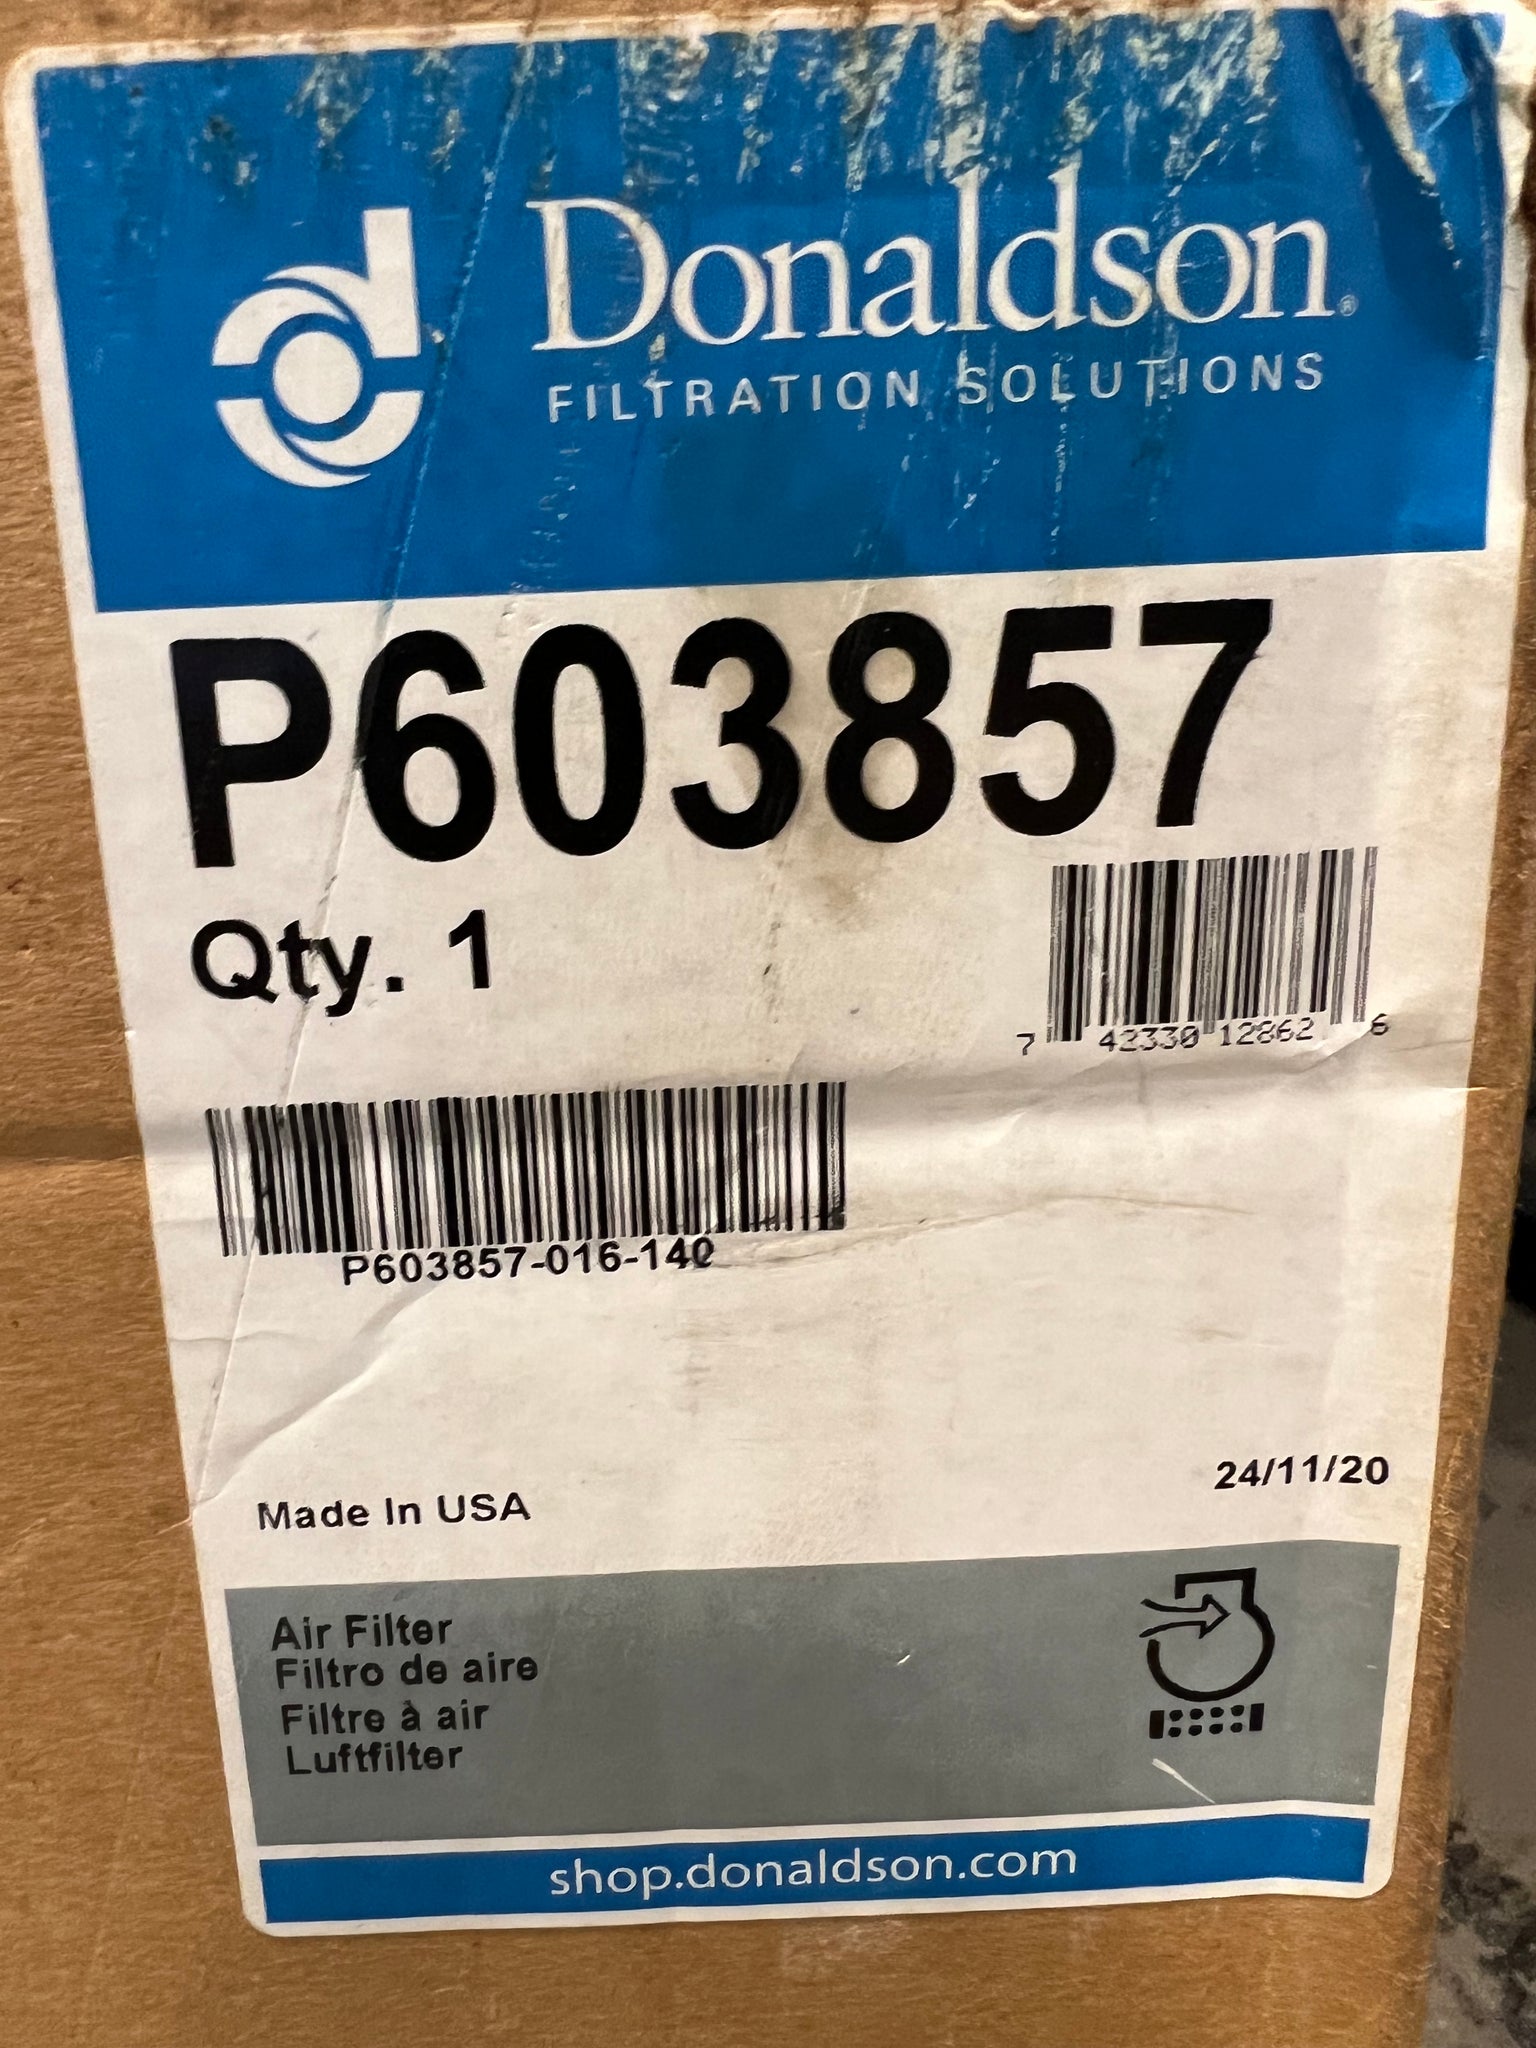 Donaldson®
FILTRATION SOLUTIONS
P603857
Qty. 1
7 42330 12862 6
P603857-016-140
24/11/20
Made In USA
Air Filter
Filtro de aire
Filtre à air
Luftfilter
shop.donaldson.com